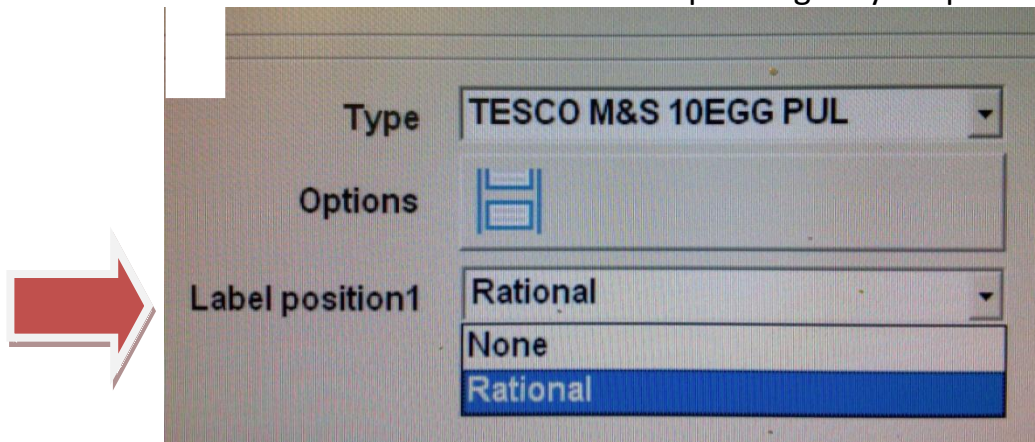 Type TESCO M&S 10EGG PUL
Options
Label position1 Rational
None
Rational